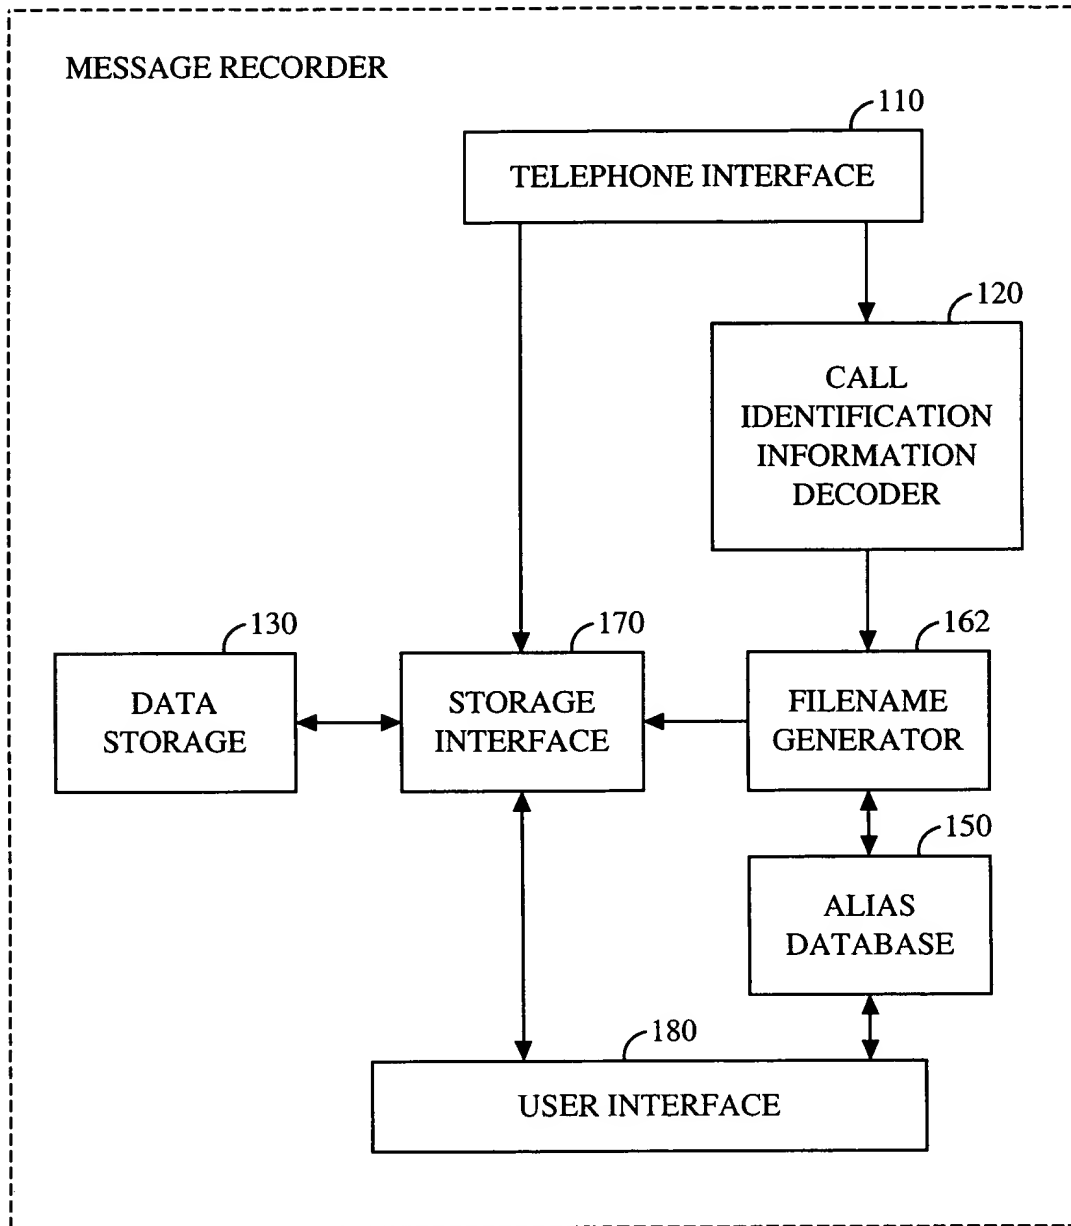 MESSAGE RECORDER
110
TELEPHONE INTERFACE
120
CALL
IDENTIFICATION
INFORMATION
DECODER
130
170
162
DATA
STORAGE
STORAGE
INTERFACE
FILENAME
GENERATOR
150
ALIAS
DATABASE
180
USER INTERFACE